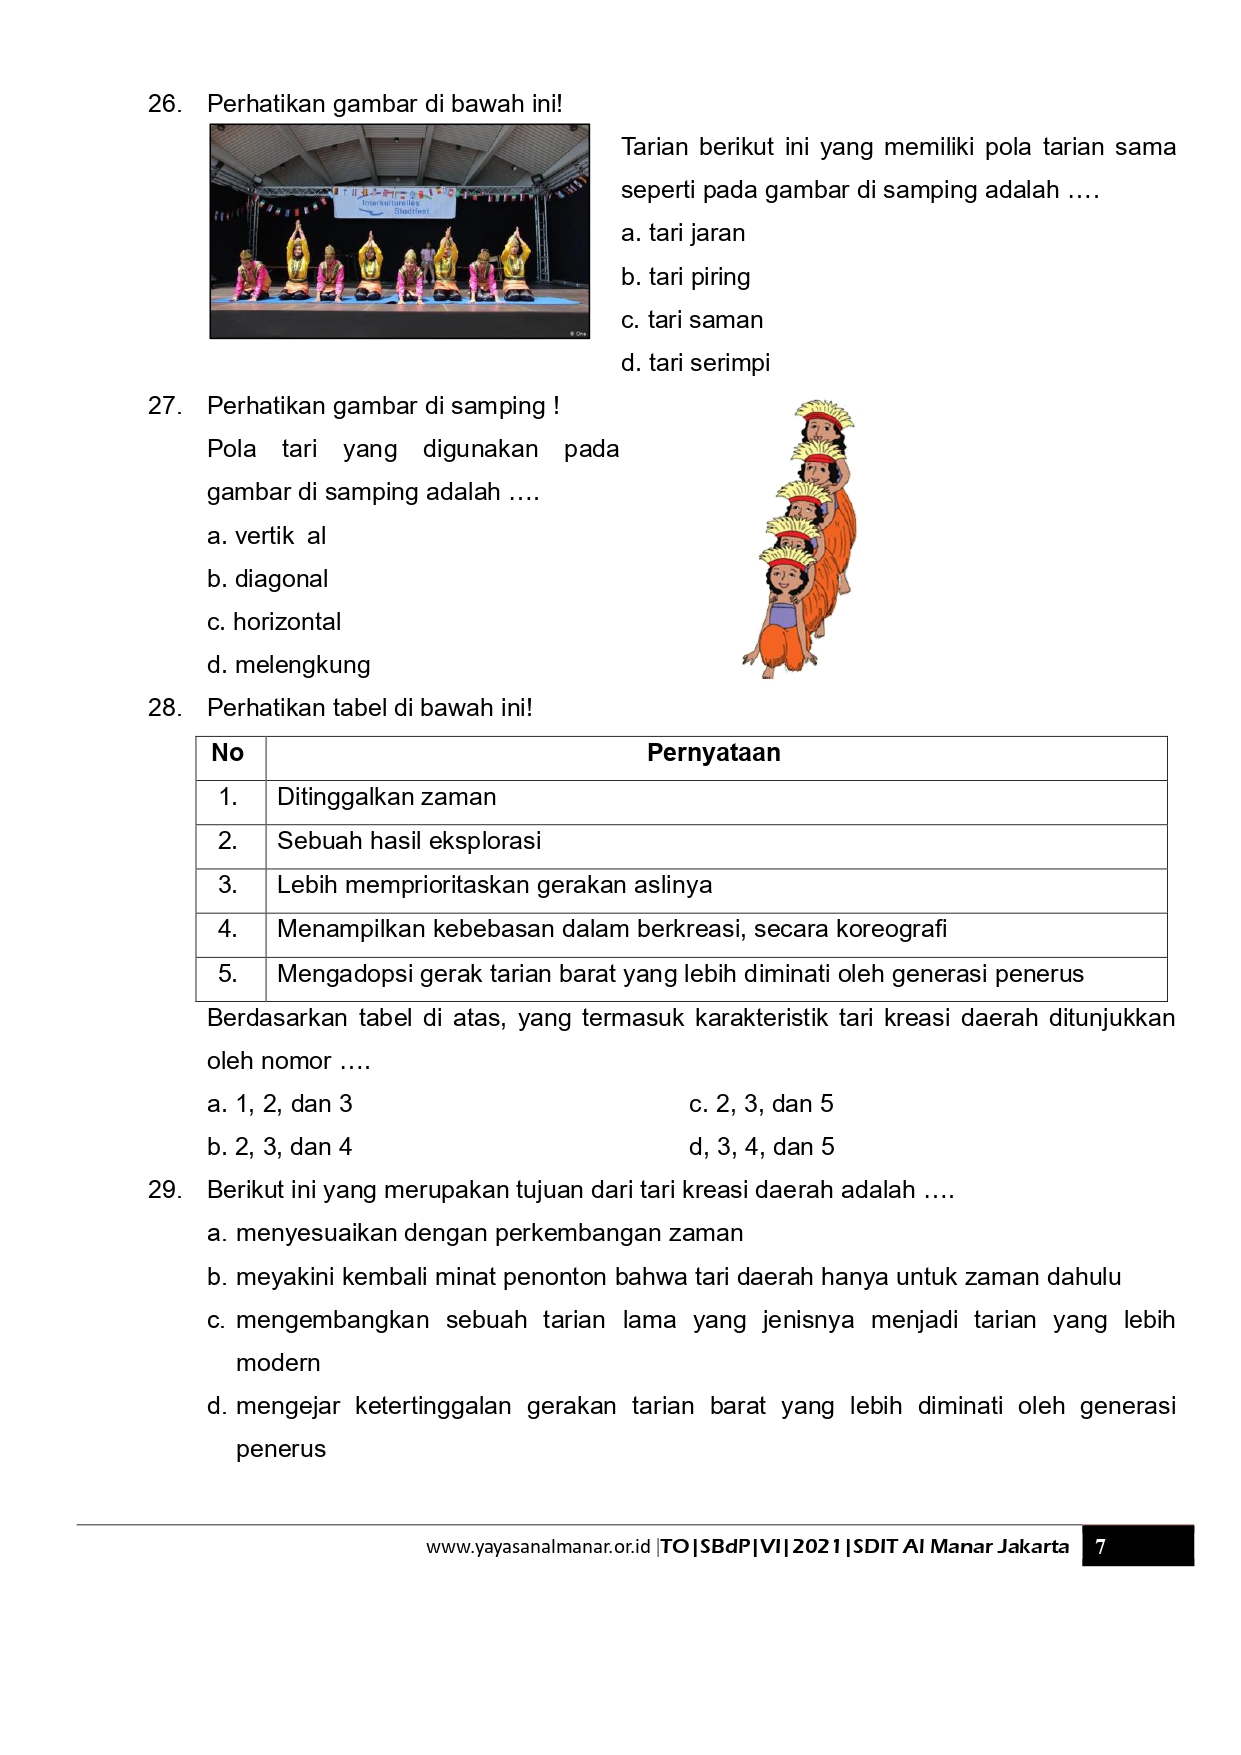 26. Perhatikan gambar di bawah ini!
Interkulturelles
Stadtfest
© One
Tarian berikut ini yang memiliki pola tarian sama
seperti pada gambar di samping adalah ….
a. tari jaran
b. tari piring
c. tari saman
d. tari serimpi
27. Perhatikan gambar di samping !
Pola tari yang digunakan pada
gambar di samping adalah ….
a. vertik al
b. diagonal
c. horizontal
d. melengkung
28. Perhatikan tabel di bawah ini!
No Pernyataan
1. Ditinggalkan zaman
2. Sebuah hasil eksplorasi
3. Lebih memprioritaskan gerakan aslinya
4. Menampilkan kebebasan dalam berkreasi, secara koreografi
5. Mengadopsi gerak tarian barat yang lebih diminati oleh generasi penerus
Berdasarkan tabel di atas, yang termasuk karakteristik tari kreasi daerah ditunjukkan
oleh nomor ….
a. 1, 2, dan 3 c. 2, 3, dan 5
b. 2, 3, dan 4 d, 3, 4, dan 5
29. Berikut ini yang merupakan tujuan dari tari kreasi daerah adalah ….
a. menyesuaikan dengan perkembangan zaman
b. meyakini kembali minat penonton bahwa tari daerah hanya untuk zaman dahulu
c. mengembangkan sebuah tarian lama yang jenisnya menjadi tarian yang lebih
modern
d. mengejar ketertinggalan gerakan tarian barat yang lebih diminati oleh generasi
penerus
www.yayasanalmanar.or.id |TO|SBdP|VI|2021|SDIT Al Manar Jakarta 7